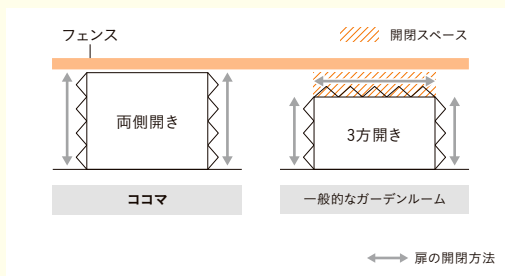 フェンス
開閉スペース
両側開き
3方開き
ココマ
一般的なガーデンルーム
扉の開閉方法